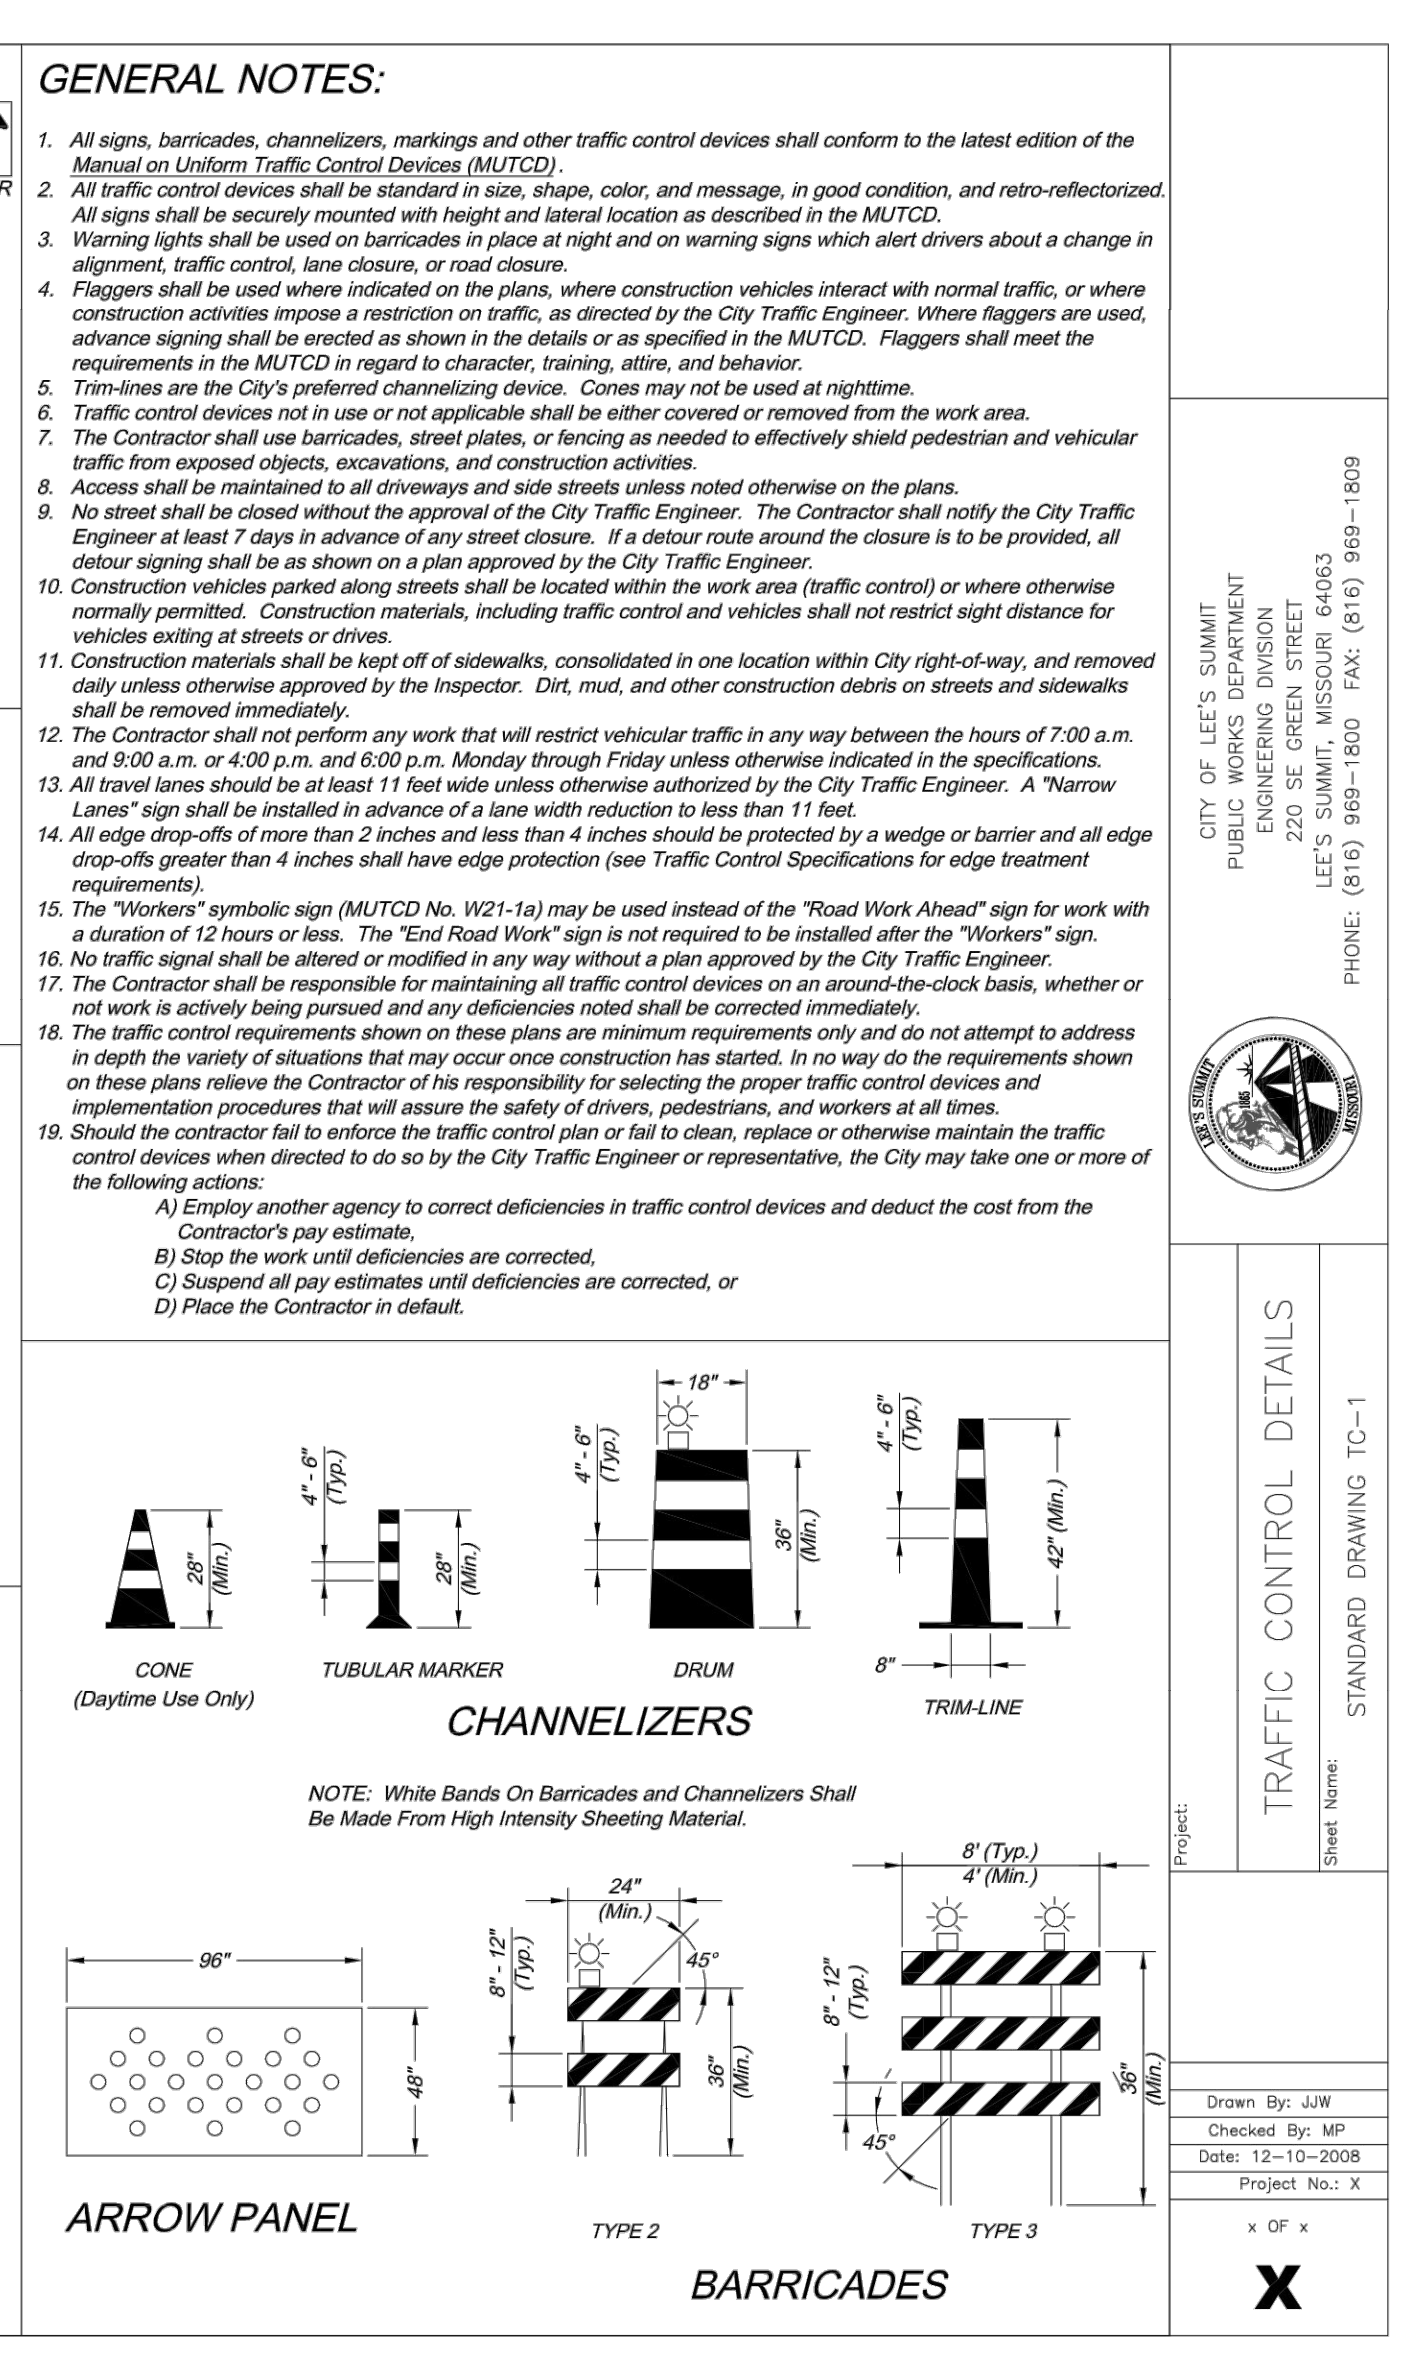 GENERAL NOTES:
1. All signs, barricades, channelizers, markings and other traffic control devices shall conform to the latest edition of the
Manual on Uniform Traffic Control Devices (MUTCD) .
2. All traffic control devices shall be standard in size, shape, color, and message, in good condition, and retro-reflectorized.
All signs shall be securely mounted with height and lateral location as described in the MUTCD.
3. Warning lights shall be used on barricades in place at night and on warning signs which alert drivers about a change in
alignment, traffic control, lane closure, or road closure.
4. Flaggers shall be used where indicated on the plans, where construction vehicles interact with normal traffic, or where
construction activities impose a restriction on traffic, as directed by the City Traffic Engineer. Where flaggers are used,
advance signing shall be erected as shown in the details or as specified in the MUTCD. Flaggers shall meet the
requirements in the MUTCD in regard to character, training, attire, and behavior.
5. Trim-lines are the City's preferred channelizing device. Cones may not be used at nighttime.
6. Traffic control devices not in use or not applicable shall be either covered or removed from the work area.
7. The Contractor shall use barricades, street plates, or fencing as needed to effectively shield pedestrian and vehicular
traffic from exposed objects, excavations, and construction activities.
8. Access shall be maintained to all driveways and side streets unless noted otherwise on the plans.
9. No street shall be closed without the approval of the City Traffic Engineer. The Contractor shall notify the City Traffic
Engineer at least 7 days in advance of any street closure. If a detour route around the closure is to be provided, all
detour signing shall be as shown on a plan approved by the City Traffic Engineer.
10. Construction vehicles parked along streets shall be located within the work area (traffic control) or where otherwise
normally permitted. Construction materials, including traffic control and vehicles shall not restrict sight distance for
vehicles exiting at streets or drives.
11. Construction materials shall be kept off of sidewalks, consolidated in one location within City right-of-way, and removed
daily unless otherwise approved by the Inspector. Dirt, mud, and other construction debris on streets and sidewalks
shall be removed immediately.
12. The Contractor shall not perform any work that will restrict vehicular traffic in any way between the hours of 7:00 a.m.
and 9:00 a.m. or 4:00 p.m. and 6:00 p.m. Monday through Friday unless otherwise indicated in the specifications.
13. All travel lanes should be at least 11 feet wide unless otherwise authorized by the City Traffic Engineer. A "Narrow
Lanes" sign shall be installed in advance of a lane width reduction to less than 11 feet.
14. All edge drop-offs of more than 2 inches and less than 4 inches should be protected by a wedge or barrier and all edge
drop-offs greater than 4 inches shall have edge protection (see Traffic Control Specifications for edge treatment
requirements).
15. The "Workers" symbolic sign (MUTCD No. W21-1a) may be used instead of the "Road Work Ahead" sign for work with
a duration of 12 hours or less. The "End Road Work" sign is not required to be installed after the "Workers" sign.
16. No traffic signal shall be altered or modified in any way without a plan approved by the City Traffic Engineer.
17. The Contractor shall be responsible for maintaining all traffic control devices on an around-the-clock basis, whether or
not work is actively being pursued and any deficiencies noted shall be corrected immediately.
18. The traffic control requirements shown on these plans are minimum requirements only and do not attempt to address
in depth the variety of situations that may occur once construction has started. In no way do the requirements shown
on these plans relieve the Contractor of his responsibility for selecting the proper traffic control devices and
implementation procedures that will assure the safety of drivers, pedestrians, and workers at all times.
19. Should the contractor fail to enforce the traffic control plan or fail to clean, replace or otherwise maintain the traffic
control devices when directed to do so by the City Traffic Engineer or representative, the City may take one or more of
the following actions:
A) Employ another agency to correct deficiencies in traffic control devices and deduct the cost from the
Contractor's pay estimate,
B) Stop the work until deficiencies are corrected,
C) Suspend all pay estimates until deficiencies are corrected, or
D) Place the Contractor in default.
R
28"
(Min.)
CONE
(Daytime Use Only)
4" - 6"
(Typ.)
28"
(Min.)
TUBULAR MARKER
18"
4" - 6"
(Typ.)
36"
(Min.)
DRUM
4" - 6"
(Typ.)
42" (Min.)
8"
TRIM-LINE
CHANNELIZERS
NOTE: White Bands On Barricades and Channelizers Shall
Be Made From High Intensity Sheeting Material.
96"
48"
ARROW PANEL
24"
(Min.)
45°
8" - 12"
(Typ.)
36"
(Min.)
TYPE 2
8' (Typ.)
4' (Min.)
8" - 12"
(Typ.)
45°
36"
(Min.)
TYPE 3
BARRICADES
CITY OF LEE'S SUMMIT
PUBLIC WORKS DEPARTMENT
ENGINEERING DIVISION
220 SE GREEN STREET
LEE'S SUMMIT, MISSOURI 64063
PHONE: (816) 969-1800 FAX: (816) 969-1809
LEE'S SUMMIT
1865
MISSOURI
Project:
TRAFFIC CONTROL DETAILS
Sheet Name:
STANDARD DRAWING TC-1
Drawn By: JJW
Checked By: MP
Date: 12-10-2008
Project No.: X
x OF x
X